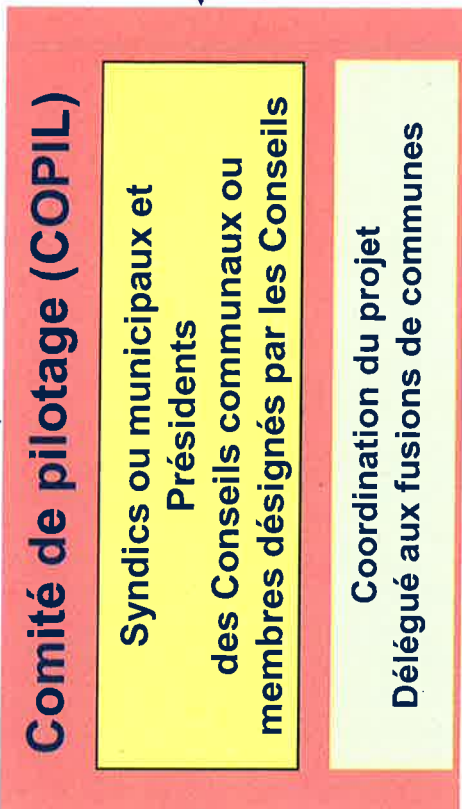 Comité de pilotage (COPIL)
Syndics ou municipaux et
Présidents
des Conseils communaux ou
membres désignés par les Conseils
Coordination du projet
Délégué aux fusions de communes